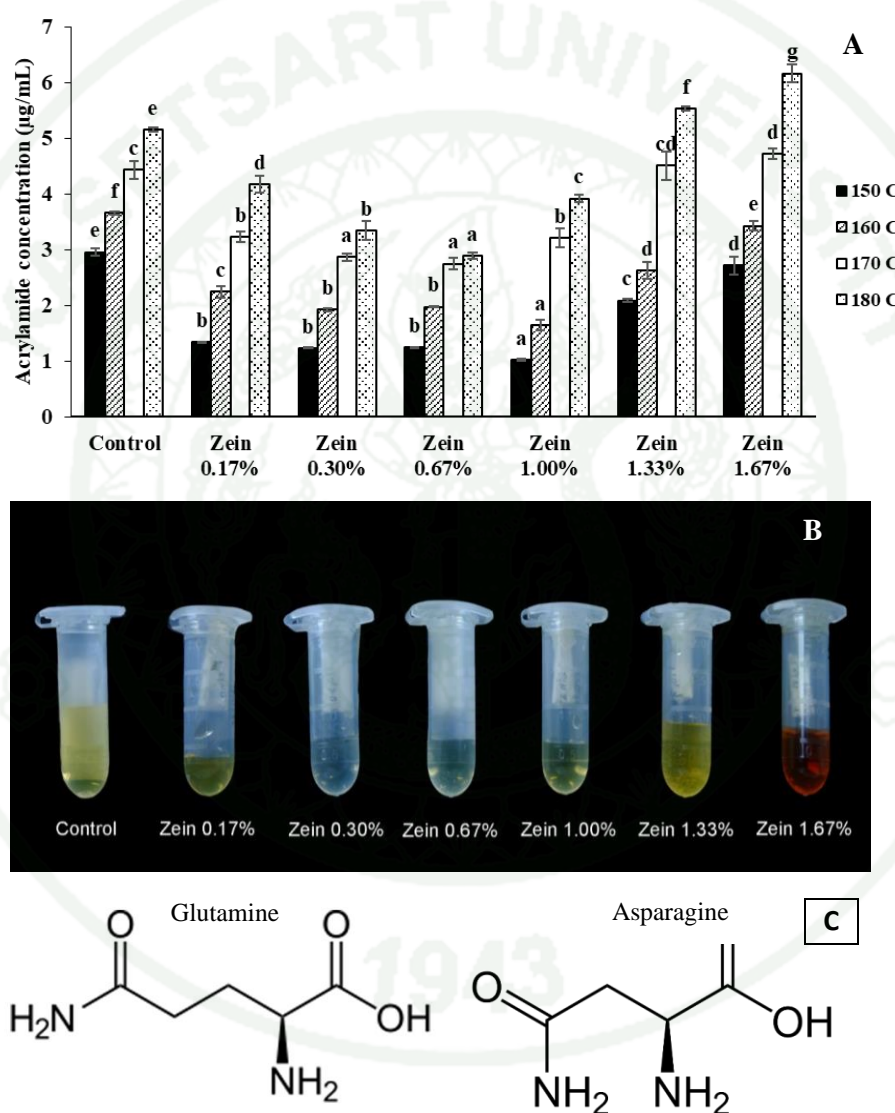 A
Acrylamide concentration (µg/mL)
7
6
5
4
3
2
1
0
e f c e
b c b d
b b a b
b b a a
a a b c
c d cd f
d e d g
150 C
160 C
170 C
180 C
Control Zein 0.17% Zein 0.30% Zein 0.67% Zein 1.00% Zein 1.33% Zein 1.67%
B
Control Zein 0.17% Zein 0.30% Zein 0.67% Zein 1.00% Zein 1.33% Zein 1.67%
C
Glutamine
O O
H₂N OH
NH₂
Asparagine
O
OH
NH₂ NH₂
SETSART UNIVERSI
1943